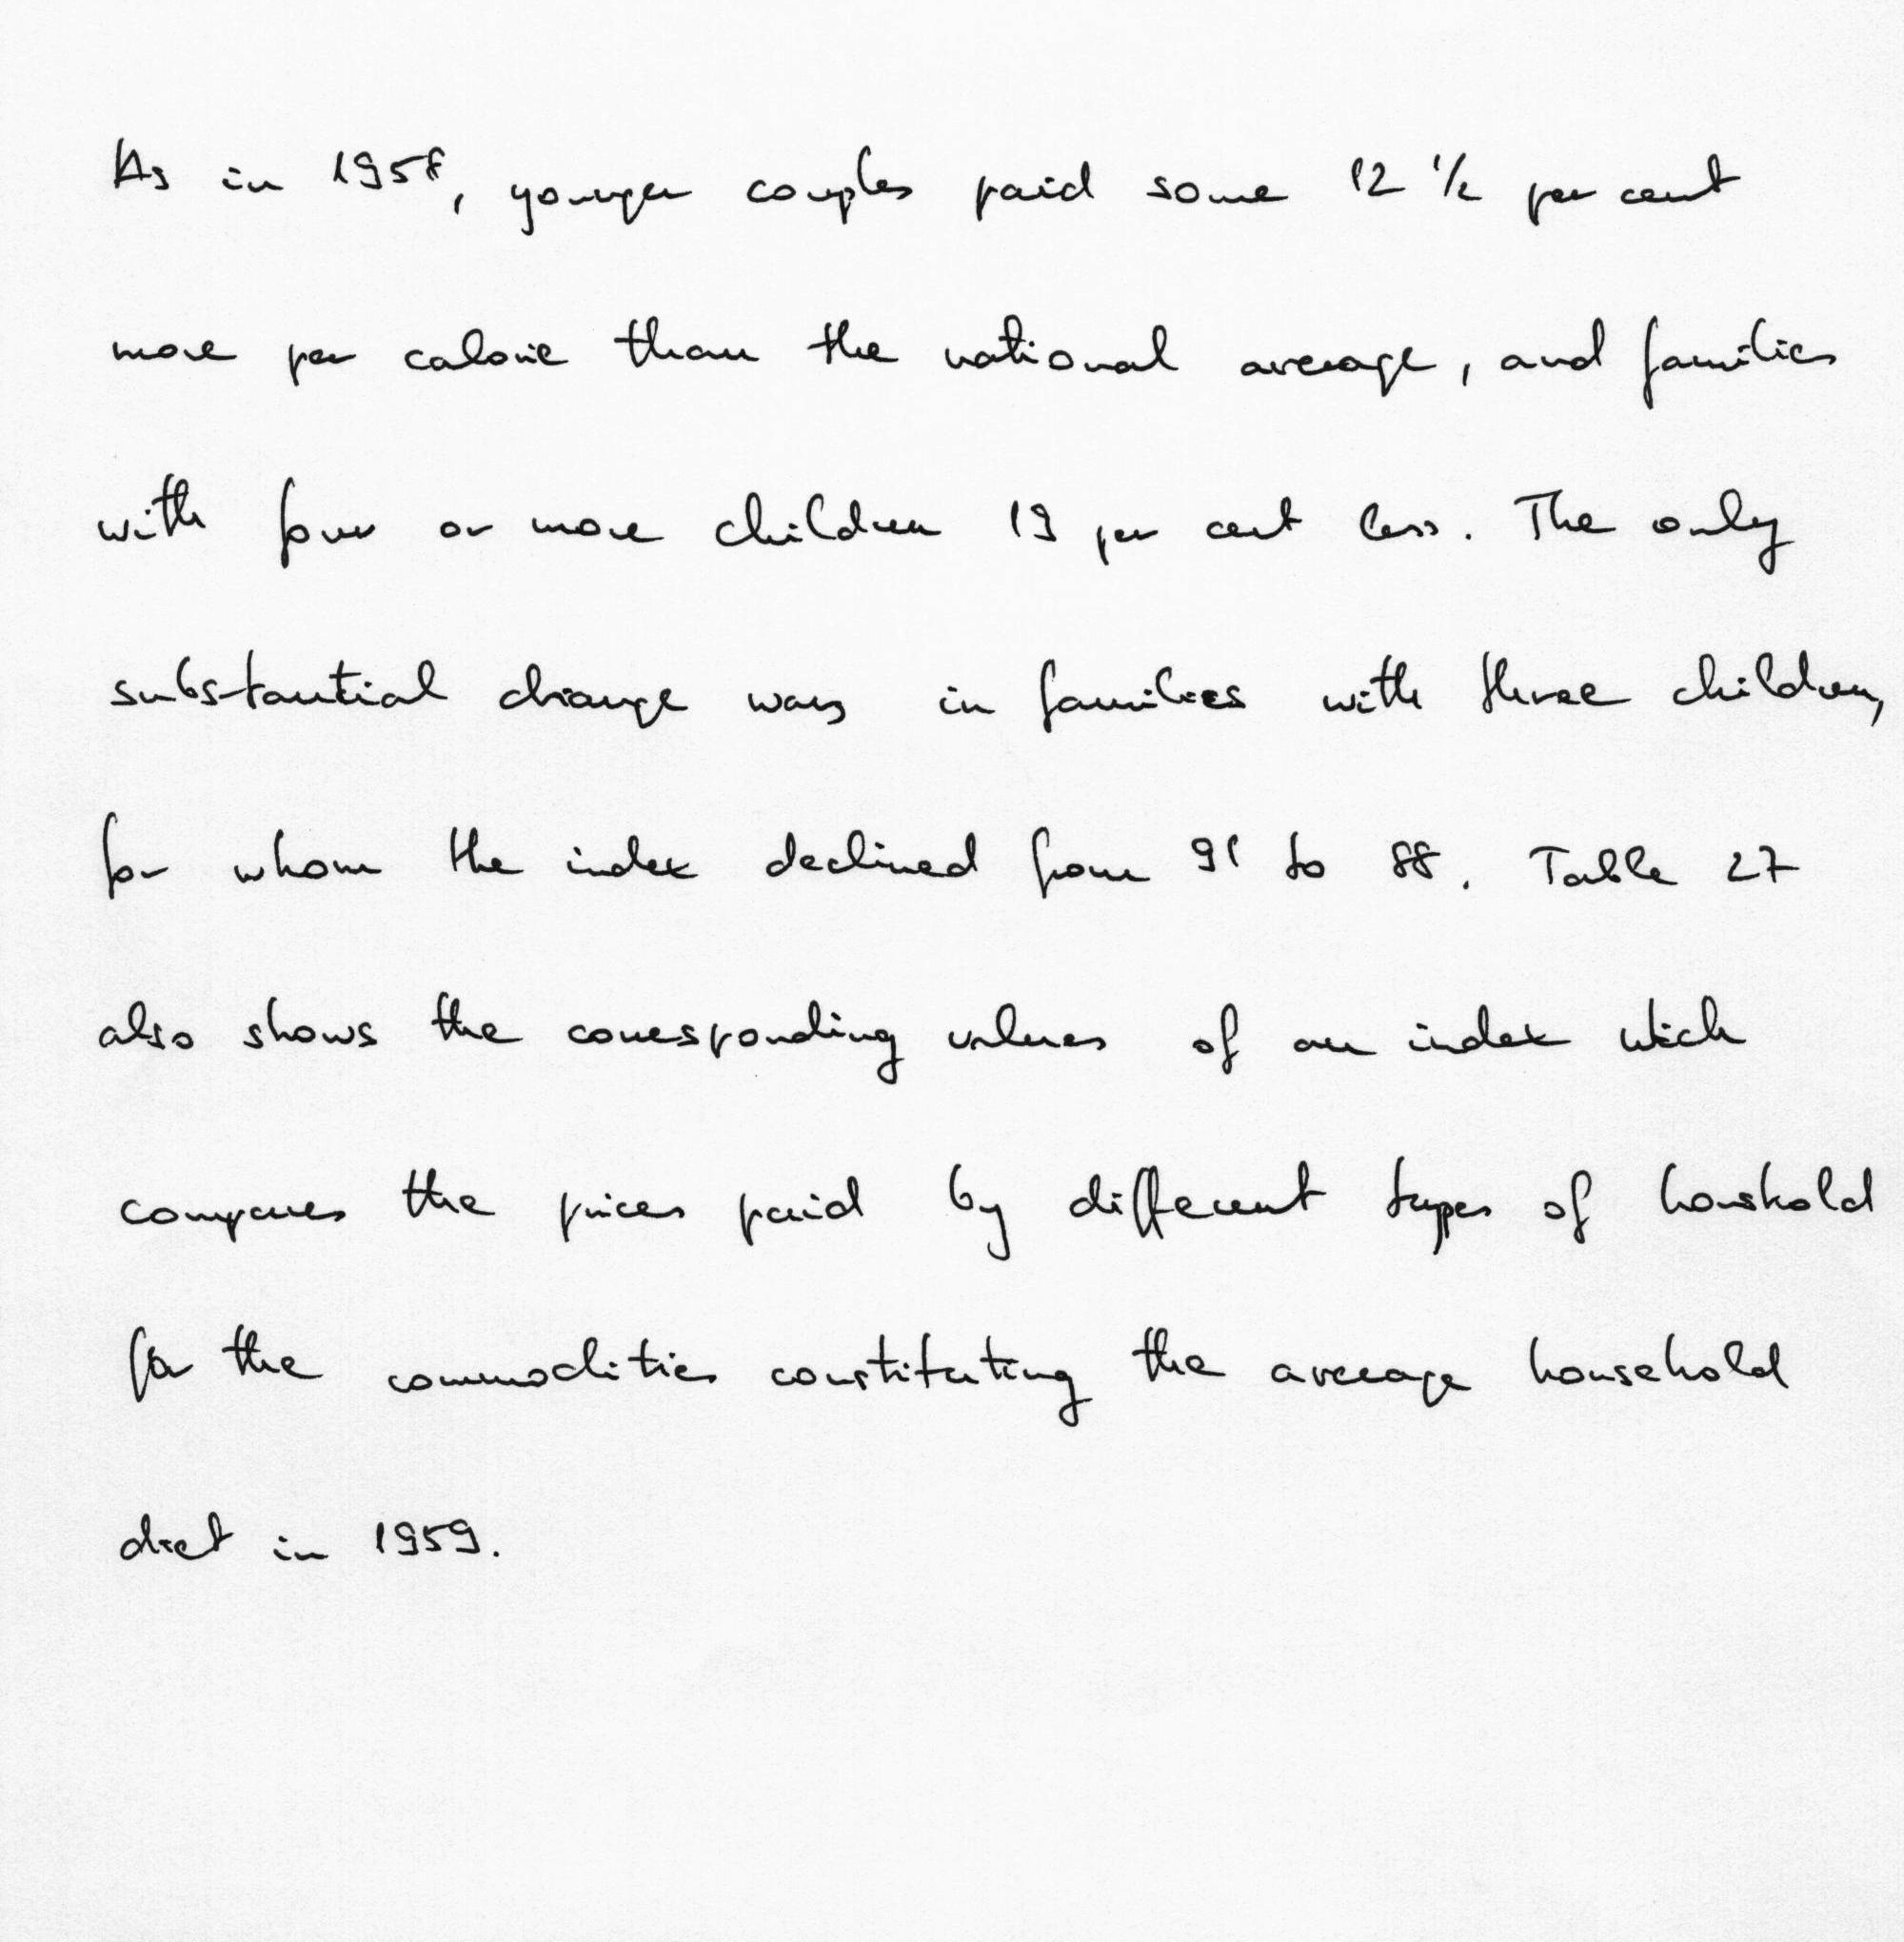 As in 1958, younger couples paid some 12 1/2 per cent
more per calorie than the national average, and families
with four or more children 19 per cent less. The only
substantial change was in families with three children,
for whom the index declined from 91 to 88. Table 27
also shows the corresponding values of an index which
compares the prices paid by different types of houshold
for the commodities constituting the average household
diet in 1959.